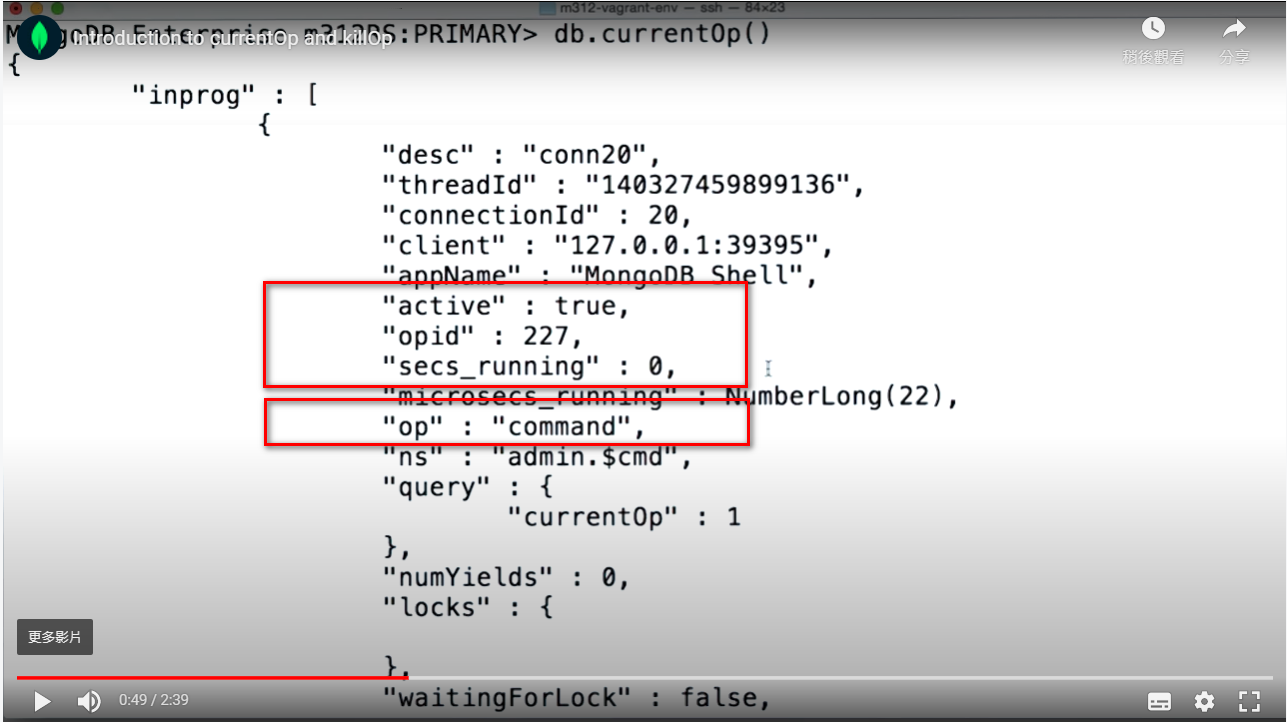 m312-vagrant-env — ssh — 84×23
MongoDB Enterprise m312RS:PRIMARY> db.currentOp()
Introduction to currentOp and killOp
稍後觀看
分享
{
"inprog" : [
{
"desc" : "conn20",
"threadId" : "140327459899136",
"connectionId" : 20,
"client" : "127.0.0.1:39395",
"appName" : "MongoDB Shell",
"active" : true,
"opid" : 227,
"secs_running" : 0,
"microsecs_running" : NumberLong(22),
"op" : "command",
"ns" : "admin.$cmd",
"query" : {
"currentOp" : 1
},
"numYields" : 0,
"locks" : {
更多影片
},
"waitingForLock" : false,
0:49 / 2:39